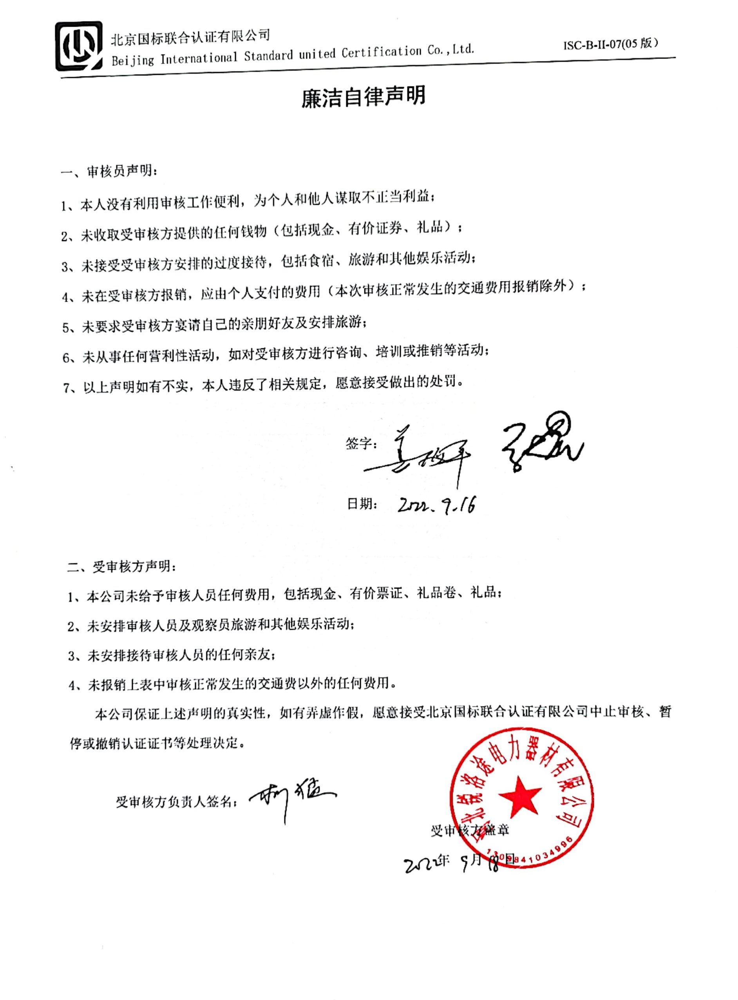 北京国标联合认证有限公司
Beijing International Standard united Certification Co.,Ltd.
ISC-B-II-07(05版)
廉洁自律声明
一、审核员声明：
1、本人没有利用审核工作便利，为个人和他人谋取不正当利益；
2、未收取受审核方提供的任何钱物（包括现金、有价证券、礼品）；
3、未接受受审核方安排的过度接待，包括食宿、旅游和其他娱乐活动；
4、未在受审核方报销，应由个人支付的费用（本次审核正常发生的交通费用报销除外）；
5、未要求受审核方宴请自己的亲朋好友及安排旅游；
6、未从事任何营利性活动，如对受审核方进行咨询、培训或推销等活动；
7、以上声明如有不实，本人违反了相关规定，愿意接受做出的处罚。
签字：
日期： 2022.9.16
二、受审核方声明：
1、本公司未给予审核人员任何费用，包括现金、有价票证、礼品卷、礼品；
2、未安排审核人员及观察员旅游和其他娱乐活动；
3、未安排接待审核人员的任何亲友；
4、未报销上表中审核正常发生的交通费以外的任何费用。
本公司保证上述声明的真实性，如有弄虚作假，愿意接受北京国标联合认证有限公司中止审核、暂
停或撤销认证证书等处理决定。
河北锐洛途电力器材有限公司
受审核方负责人签名：
受审核方盖章
1309841034996
2022年 9月18日